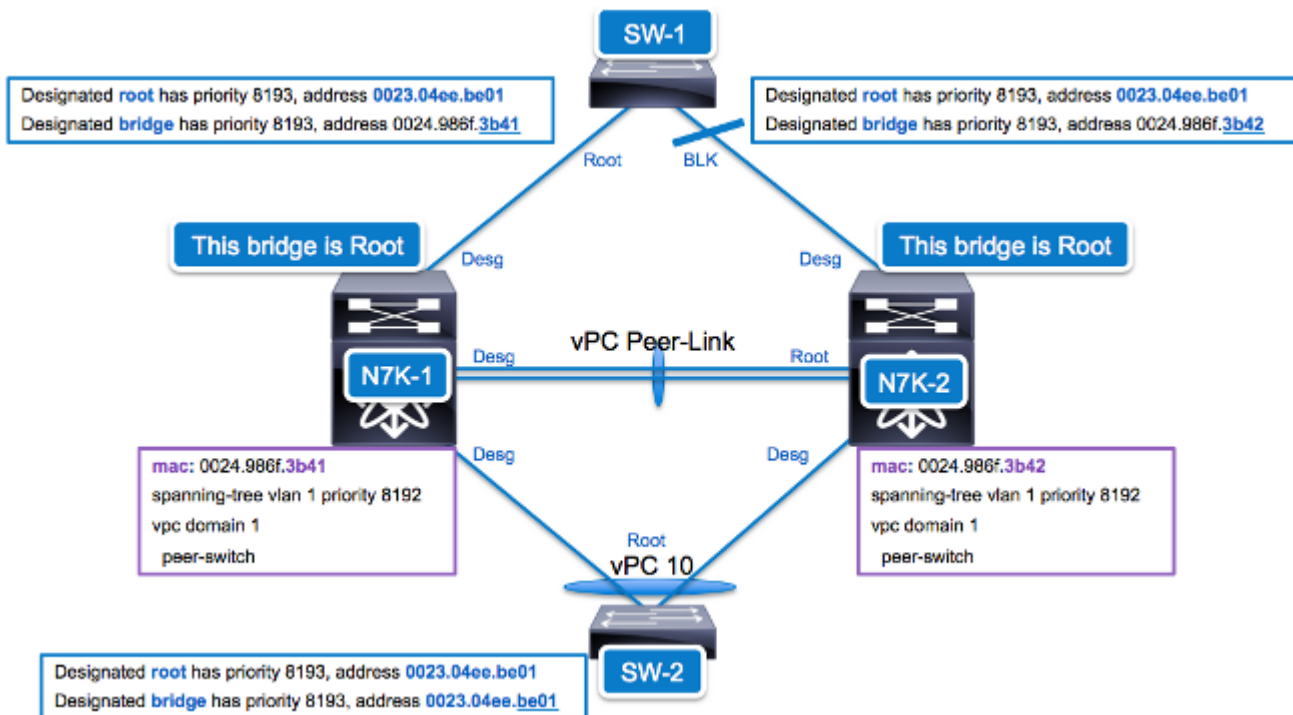 SW-1
Designated root has priority 8193, address 0023.04ee.be01
Designated bridge has priority 8193, address 0024.986f.3b41
Designated root has priority 8193, address 0023.04ee.be01
Designated bridge has priority 8193, address 0024.986f.3b42
Root
BLK
This bridge is Root
This bridge is Root
Desg
Desg
vPC Peer-Link
Desg
Root
N7K-1
N7K-2
Desg
Desg
mac: 0024.986f.3b41
spanning-tree vlan 1 priority 8192
vpc domain 1
peer-switch
mac: 0024.986f.3b42
spanning-tree vlan 1 priority 8192
vpc domain 1
peer-switch
Root
vPC 10
SW-2
Designated root has priority 8193, address 0023.04ee.be01
Designated bridge has priority 8193, address 0023.04ee.be01